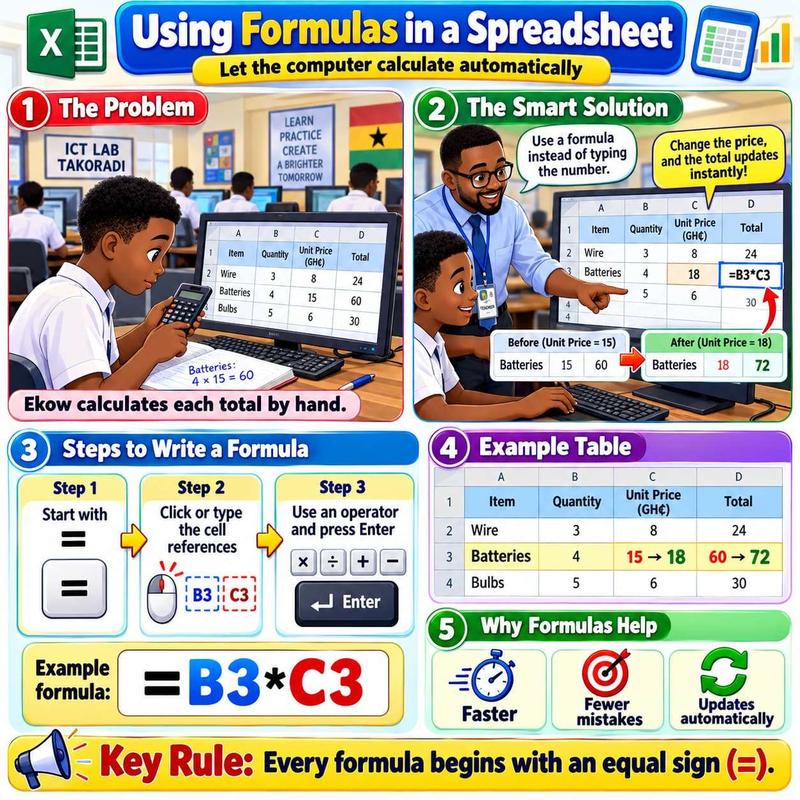 X
Using Formulas in a Spreadsheet
Let the computer calculate automatically
1 The Problem
ICT LAB
TAKORADI
LEARN
PRACTICE
CREATE
A BRIGHTER
TOMORROW
A B C D
Item Quantity Unit Price (GH₵) Total
Wire 3 8 24
Batteries 4 15 60
Bulbs 5 6 30
Batteries:
4 × 15 = 60
Ekow calculates each total by hand.
2 The Smart Solution
Use a formula
instead of typing
the number.
Change the price,
and the total updates
instantly!
A B C D
1 Item Quantity Unit Price (GH₵) Total
2 Wire 3 8 24
Batteries 4 18 =B3*C3
3 5 6 30
4
TEACHER
Before (Unit Price = 15)
Batteries 15 60
After (Unit Price = 18)
Batteries 18 72
3 Steps to Write a Formula
Step 1
Start with
=
=
Step 2
Click or type
the cell
references
B3 C3
Step 3
Use an operator
and press Enter
× ÷ + −
↵ Enter
Example
formula:
=B3*C3
4 Example Table
A B C D
1 Item Quantity Unit Price (GH₵) Total
2 Wire 3 8 24
3 Batteries 4 15 → 18 60 → 72
4 Bulbs 5 6 30
5 Why Formulas Help
Faster
Fewer
mistakes
Updates
automatically
Key Rule: Every formula begins with an equal sign (=).